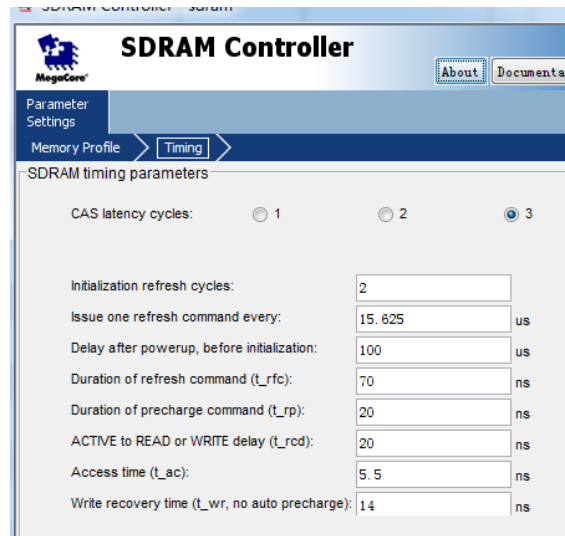 SDRAM Controller - sdram
SDRAM Controller
MegaCore'
About Documenta
Parameter
Settings
Memory Profile Timing
SDRAM timing parameters
CAS latency cycles: 1 2 3
Initialization refresh cycles: 2
Issue one refresh command every: 15.625 us
Delay after powerup, before initialization: 100 us
Duration of refresh command (t_rfc): 70 ns
Duration of precharge command (t_rp): 20 ns
ACTIVE to READ or WRITE delay (t_rcd): 20 ns
Access time (t_ac): 5.5 ns
Write recovery time (t_wr, no auto precharge): 14 ns